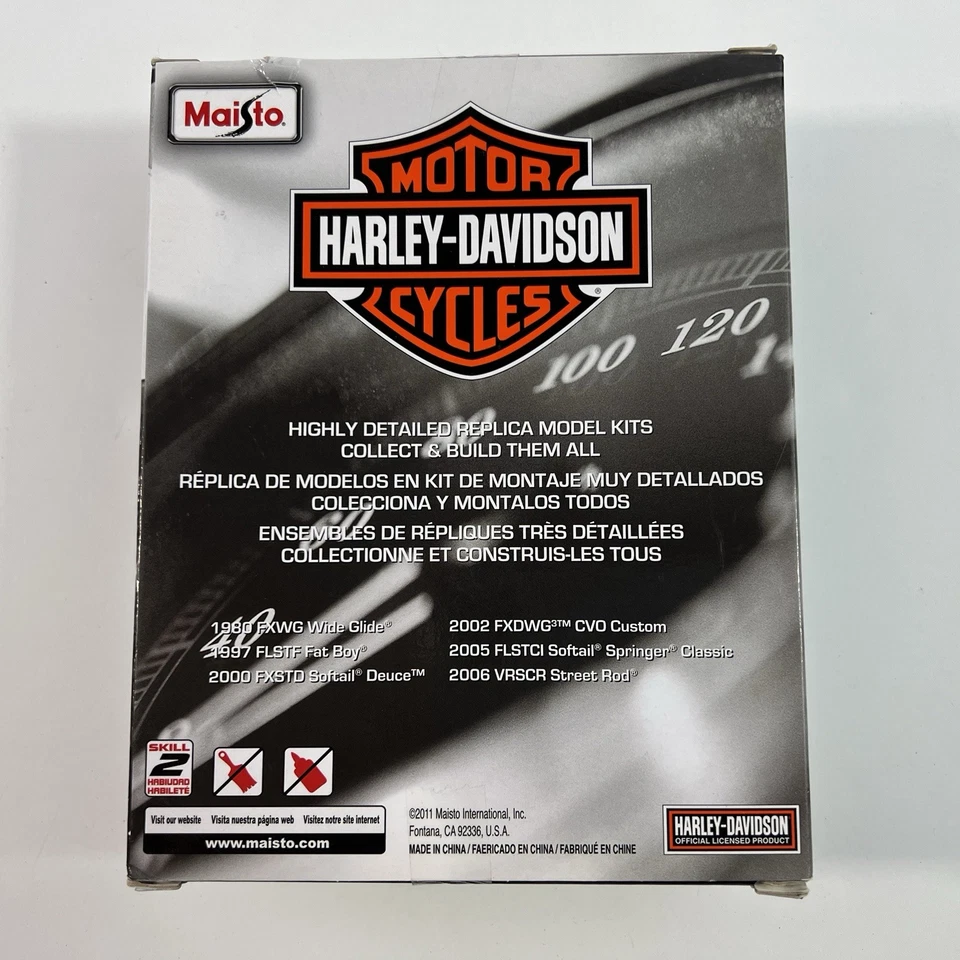 Maisto®
MOTOR
HARLEY-DAVIDSON
CYCLES®
100 120
80
60
40
HIGHLY DETAILED REPLICA MODEL KITS
COLLECT & BUILD THEM ALL
RÉPLICA DE MODELOS EN KIT DE MONTAJE MUY DETALLADOS
COLECCIONA Y MONTALOS TODOS
ENSEMBLES DE RÉPLIQUES TRÈS DÉTAILLÉES
COLLECTIONNE ET CONSTRUIS-LES TOUS
1980 FXWG Wide Glide®
1997 FLSTF Fat Boy®
2000 FXSTD Softail® Deuce™
2002 FXDWG3™ CVO Custom
2005 FLSTCI Softail® Springer® Classic
2006 VRSCR Street Rod®
SKILL
2
HABILIDAD
HABILETÉ
Visit our website Visita nuestra página web Visitez notre site internet
www.maisto.com
©2011 Maisto International, Inc.
Fontana, CA 92336, U.S.A.
MADE IN CHINA / FAERICADO EN CHINA / FABRIQUÉ EN CHINE
HARLEY-DAVIDSON
OFFICIAL LICENSED PRODUCT